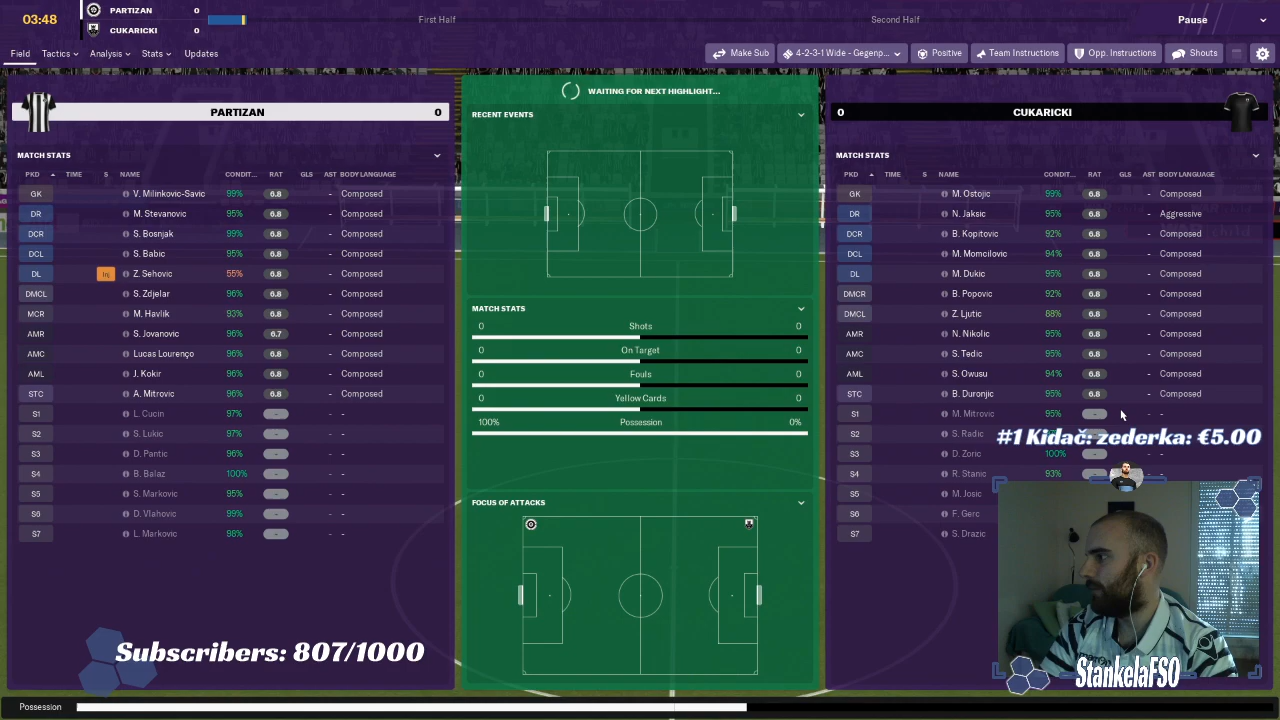 03:48
PARTIZAN 0
CUKARICKI 0
First Half
Second Half
Pause
Field Tactics Analysis Stats Updates
Make Sub 4-2-3-1 Wide - Gegenp... Positive Team Instructions Opp. Instructions Shouts
PARTIZAN 0
MATCH STATS
PKD TIME S NAME CONDIT... RAT GLS AST BODY LANGUAGE
GK V. Milinkovic-Savic 99% 6.8 - Composed
DR M. Stevanovic 95% 6.8 - Composed
DCR S. Bosnjak 99% 6.8 - Composed
DCL S. Babic 95% 6.8 - Composed
DL Inj Z. Sehovic 55% 6.8 - Composed
DMCL S. Zdjelar 96% 6.8 - Composed
MCR M. Havlik 93% 6.8 - Composed
AMR S. Jovanovic 96% 6.7 - Composed
AMC Lucas Lourenço 96% 6.8 - Composed
AML J. Kokir 96% 6.8 - Composed
STC A. Mitrovic 96% 6.8 - Composed
S1 L. Cucin 97% - - -
S2 S. Lukic 97% - - -
S3 D. Pantic 96% - - -
S4 B. Balaz 100% - - -
S5 S. Markovic 95% - - -
S6 D. Vlahovic 99% - - -
S7 L. Markovic 98% - - -
WAITING FOR NEXT HIGHLIGHT...
RECENT EVENTS
MATCH STATS
0 Shots 0
0 On Target 0
0 Fouls 0
0 Yellow Cards 0
100% Possession 0%
FOCUS OF ATTACKS
0 CUKARICKI
MATCH STATS
PKD TIME S NAME CONDIT... RAT GLS AST BODY LANGUAGE
GK M. Ostojic 99% 6.8 - Composed
DR N. Jaksic 95% 6.8 - Aggressive
DCR B. Kopitovic 92% 6.8 - Composed
DCL M. Momcilovic 94% 6.8 - Composed
DL M. Dukic 95% 6.8 - Composed
DMCR B. Popovic 92% 6.8 - Composed
DMCL Z. Ljutic 88% 6.8 - Composed
AMR N. Nikolic 95% 6.8 - Composed
AMC S. Tedic 95% 6.8 - Composed
AML S. Owusu 94% 6.8 - Composed
STC B. Duronjic 95% 6.8 - Composed
S1 M. Mitrovic 95% - - -
S2 S. Radic
S3 D. Zoric 100% - - -
S4 R. Stanic 93%
S5 M. Josic
S6 F. Gerc
S7 S. Drazic
#1 Kidač: zederka: €5.00
StankelaFSO
Subscribers: 807/1000
Possession